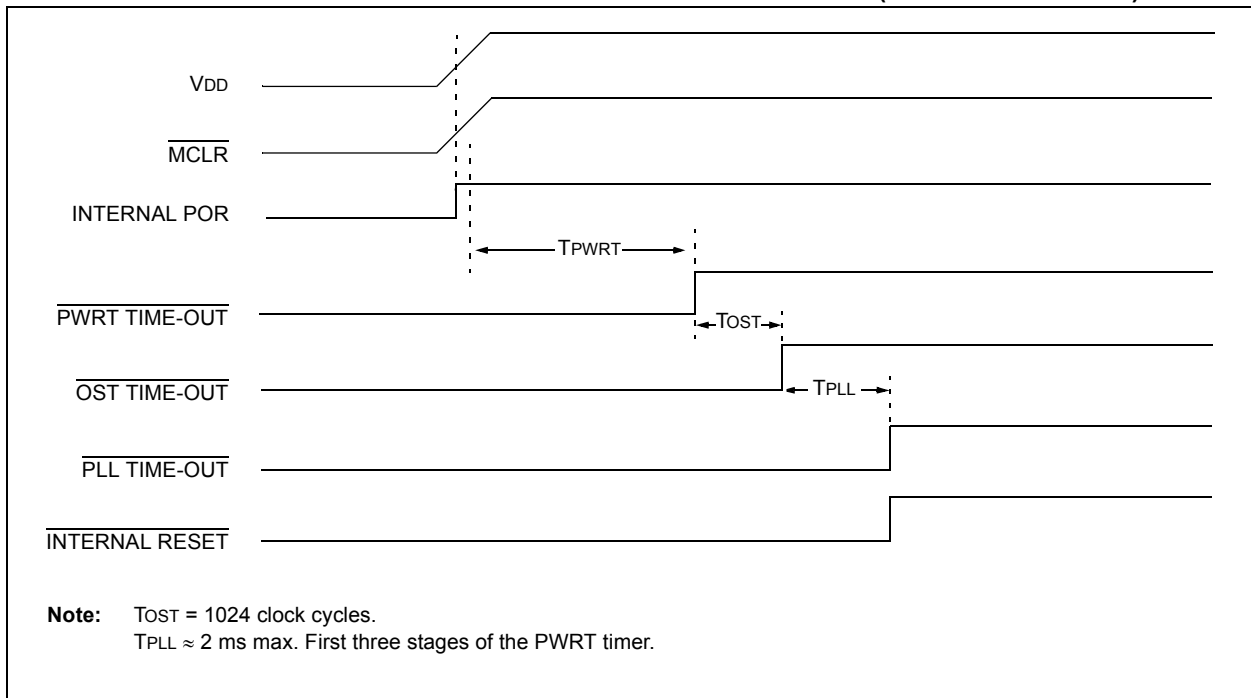 VDD
MCLR
INTERNAL POR
TPWRT
PWRT TIME-OUT
TOST
OST TIME-OUT
TPLL
PLL TIME-OUT
INTERNAL RESET
Note: TOST = 1024 clock cycles.
TPLL ≈ 2 ms max. First three stages of the PWRT timer.